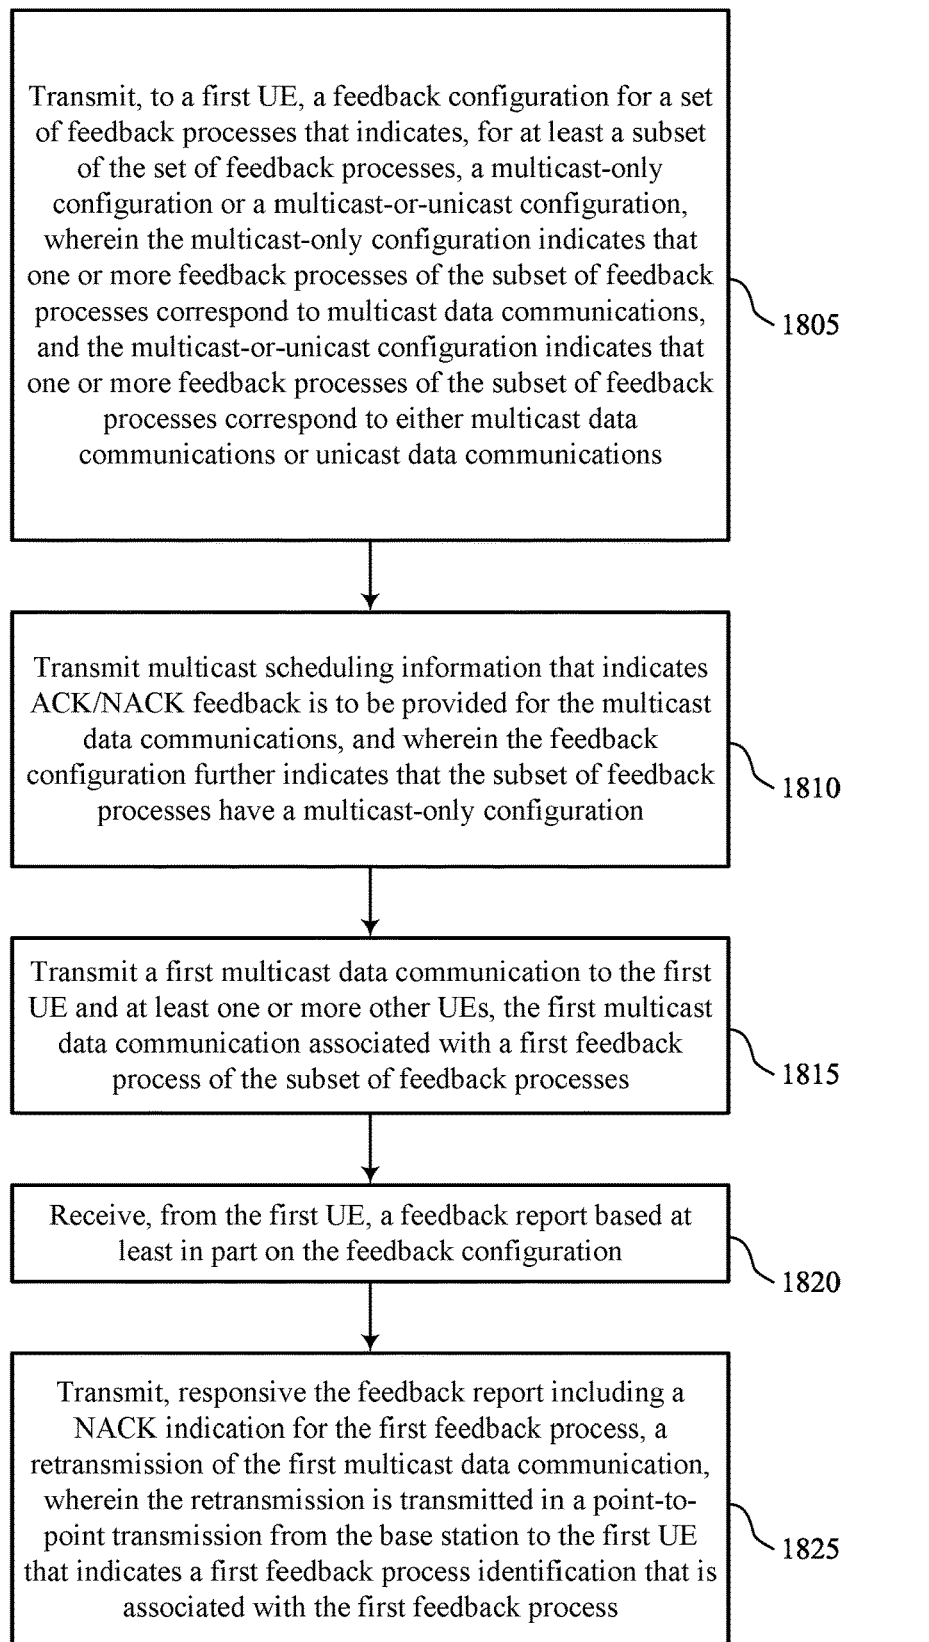 Transmit, to a first UE, a feedback configuration for a set
of feedback processes that indicates, for at least a subset
of the set of feedback processes, a multicast-only
configuration or a multicast-or-unicast configuration,
wherein the multicast-only configuration indicates that
one or more feedback processes of the subset of feedback
processes correspond to multicast data communications,
and the multicast-or-unicast configuration indicates that
one or more feedback processes of the subset of feedback
processes correspond to either multicast data
communications or unicast data communications
1805
Transmit multicast scheduling information that indicates
ACK/NACK feedback is to be provided for the multicast
data communications, and wherein the feedback
configuration further indicates that the subset of feedback
processes have a multicast-only configuration
1810
Transmit a first multicast data communication to the first
UE and at least one or more other UEs, the first multicast
data communication associated with a first feedback
process of the subset of feedback processes
1815
Receive, from the first UE, a feedback report based at
least in part on the feedback configuration
1820
Transmit, responsive the feedback report including a
NACK indication for the first feedback process, a
retransmission of the first multicast data communication,
wherein the retransmission is transmitted in a point-to-
point transmission from the base station to the first UE
that indicates a first feedback process identification that is
associated with the first feedback process
1825